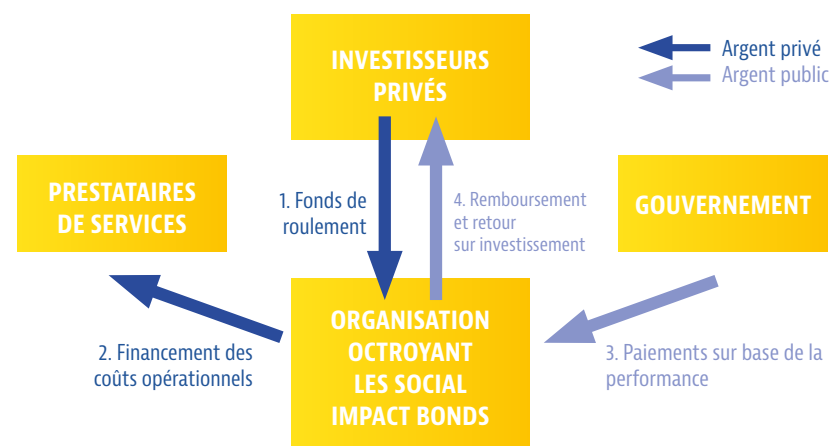 INVESTISSEURS
PRIVÉS
Argent privé
Argent public
PRESTATAIRES
DE SERVICES
1. Fonds de
roulement
4. Remboursement
et retour
sur investissement
GOUVERNEMENT
ORGANISATION
OCTROYANT
LES SOCIAL
IMPACT BONDS
2. Financement des
coûts opérationnels
3. Paiements sur base de la
performance